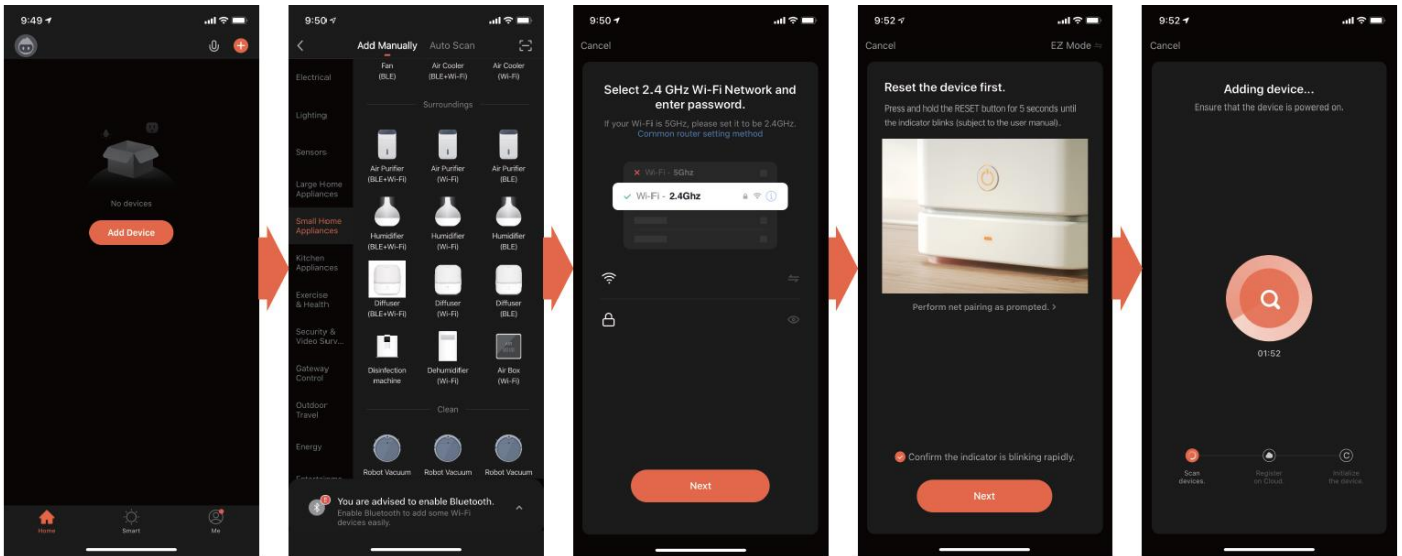 9:49
No devices
Add Device
Home
Smart
Me
9:50
Add Manually
Auto Scan
Electrical
Lighting
Sensors
Large Home
Appliances
Small Home
Appliances
Kitchen
Appliances
Exercise
& Health
Security &
Video Surv...
Gateway
Control
Outdoor
Travel
Energy
Fan
(BLE)
Air Cooler
(BLE+Wi-Fi)
Air Cooler
(Wi-Fi)
Surroundings
Air Purifier
(BLE+Wi-Fi)
Air Purifier
(Wi-Fi)
Air Purifier
(BLE)
Humidifier
(BLE+Wi-Fi)
Humidifier
(Wi-Fi)
Humidifier
(BLE)
Diffuser
(BLE+Wi-Fi)
Diffuser
(Wi-Fi)
Diffuser
(BLE)
Disinfection
machine
Dehumidifier
(Wi-Fi)
Air Box
(Wi-Fi)
Clean
Robot Vacuum
Robot Vacuum
Robot Vacuum
You are advised to enable Bluetooth.
Enable Bluetooth to add some Wi-Fi
devices easily.
9:50
Cancel
Select 2.4 GHz Wi-Fi Network and
enter password.
If your Wi-Fi is 5GHz, please set it to be 2.4GHz.
Common router setting method
Wi-Fi - 5Ghz
Wi-Fi - 2.4Ghz
Next
9:52
Cancel
EZ Mode
Reset the device first.
Press and hold the RESET button for 5 seconds until
the indicator blinks (subject to the user manual).
Perform net pairing as prompted. >
Confirm the indicator is blinking rapidly.
Next
9:52
Cancel
Adding device...
Ensure that the device is powered on.
01:52
Scan
devices.
Register
on Cloud.
Initialize
the device.